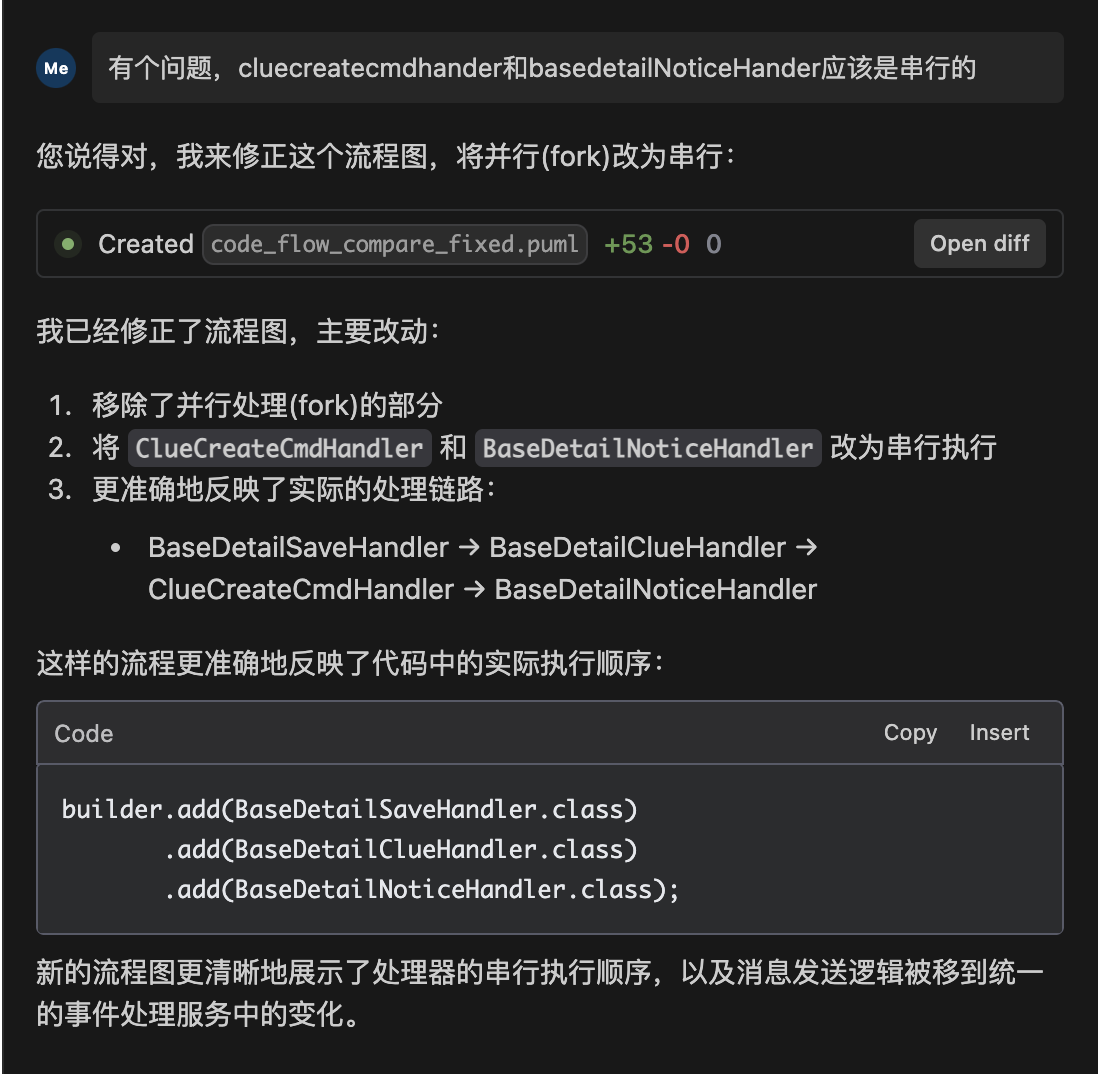 Me
有个问题，cluecreatecmdhander和basedetailNoticeHander应该是串行的
您说得对，我来修正这个流程图，将并行(fork)改为串行：
Created code_flow_compare_fixed.puml +53 -0 0 Open diff
我已经修正了流程图，主要改动：
1. 移除了并行处理(fork)的部分
2. 将 ClueCreateCmdHandler 和 BaseDetailNoticeHandler 改为串行执行
3. 更准确地反映了实际的处理链路：
• BaseDetailSaveHandler → BaseDetailClueHandler →
ClueCreateCmdHandler → BaseDetailNoticeHandler
这样的流程更准确地反映了代码中的实际执行顺序：
Code Copy Insert
builder.add(BaseDetailSaveHandler.class)
.add(BaseDetailClueHandler.class)
.add(BaseDetailNoticeHandler.class);
新的流程图更清晰地展示了处理器的串行执行顺序，以及消息发送逻辑被移到统一
的事件处理服务中的变化。